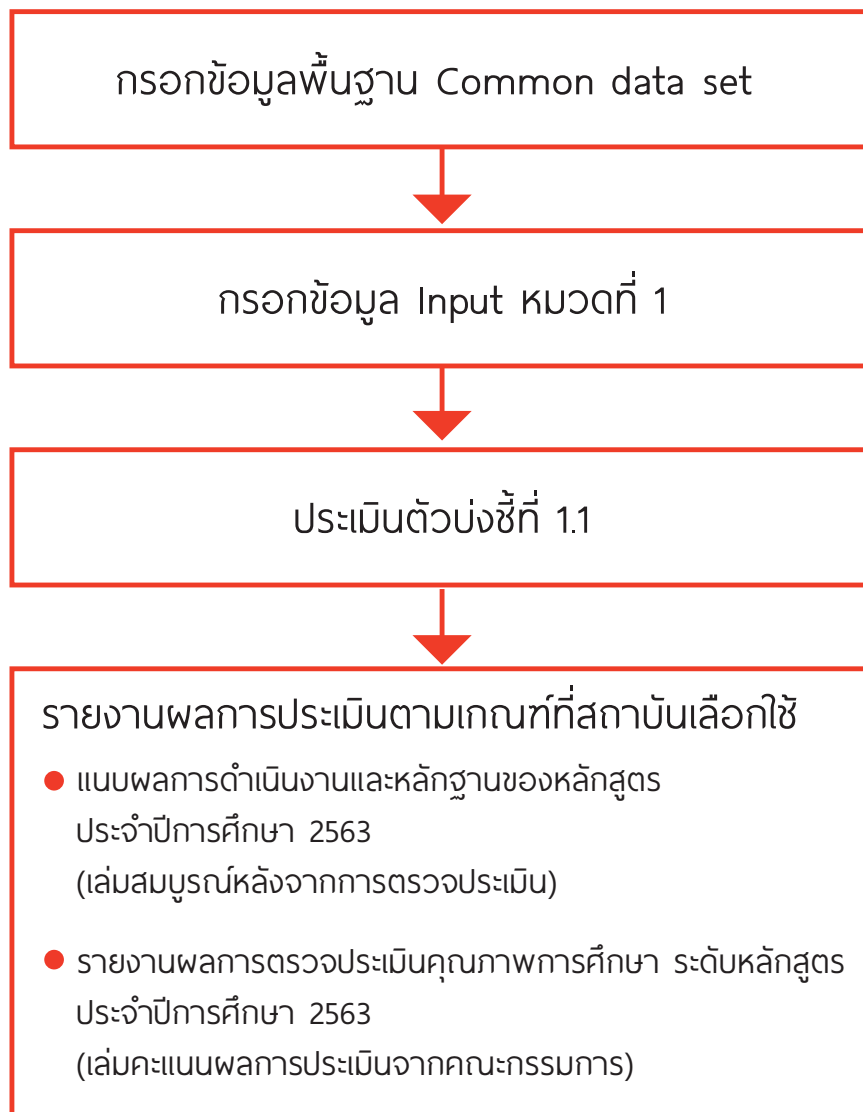 กรอกข้อมูลพื้นฐาน Common data set
กรอกข้อมูล Input หมวดที่ 1
ประเมินตัวบ่งชี้ที่ 1.1
รายงานผลการประเมินตามเกณฑ์ที่สถาบันเลือกใช้
● แนบผลการดำเนินงานและหลักฐานของหลักสูตร
ประจำปีการศึกษา 2563
(เล่มสมบูรณ์หลังจากการตรวจประเมิน)
● รายงานผลการตรวจประเมินคุณภาพการศึกษา ระดับหลักสูตร
ประจำปีการศึกษา 2563
(เล่มคะแนนผลการประเมินจากคณะกรรมการ)